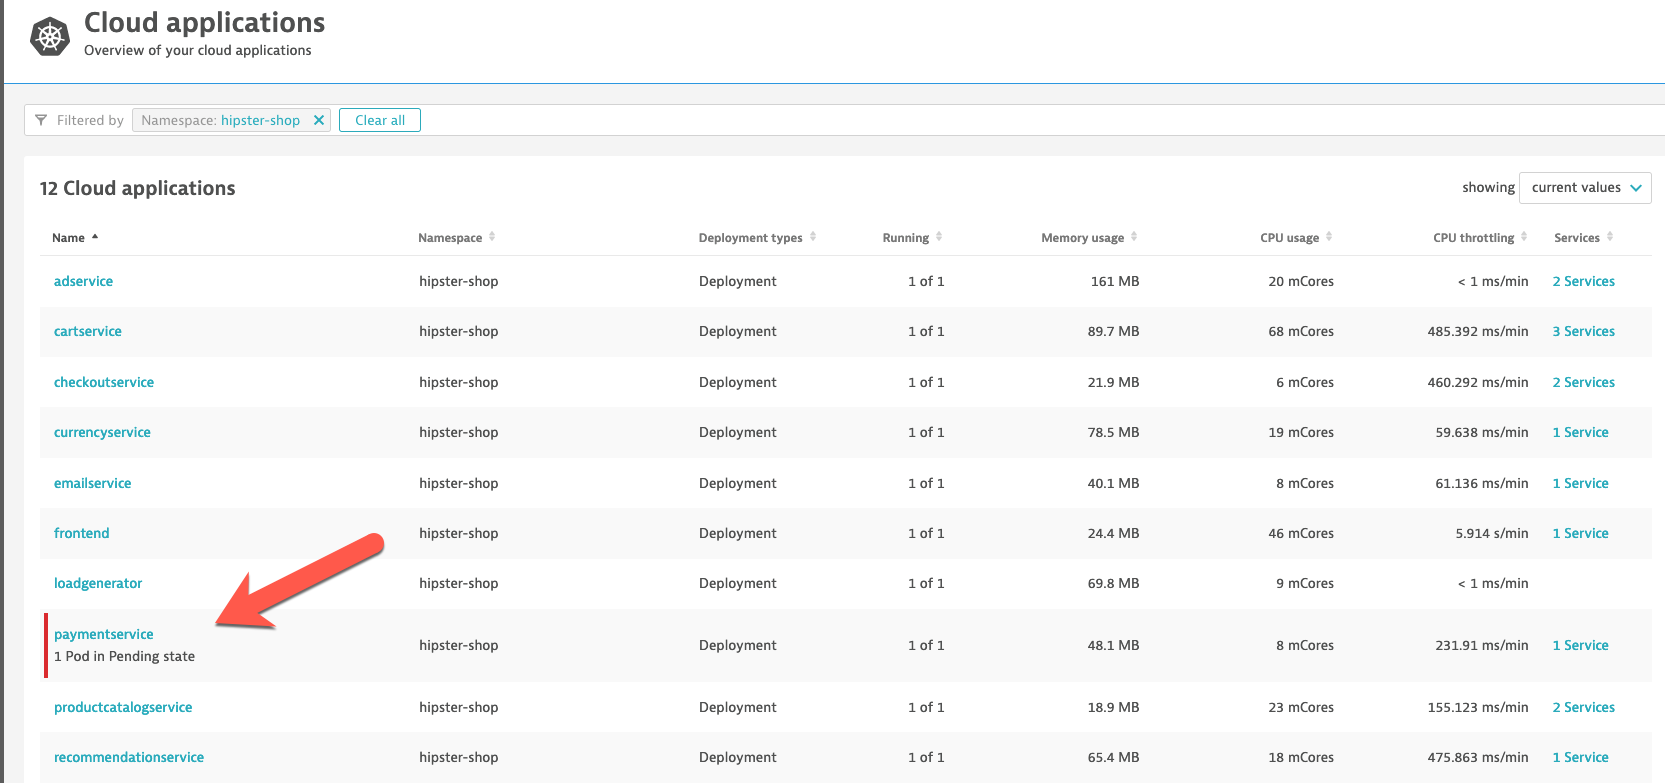 Cloud applications
Overview of your cloud applications
Filtered by Namespace: hipster-shop Clear all
12 Cloud applications
showing current values
Name Namespace Deployment types Running Memory usage CPU usage CPU throttling Services
adservice hipster-shop Deployment 1 of 1 161 MB 20 mCores < 1 ms/min 2 Services
cartservice hipster-shop Deployment 1 of 1 89.7 MB 68 mCores 485.392 ms/min 3 Services
checkoutservice hipster-shop Deployment 1 of 1 21.9 MB 6 mCores 460.292 ms/min 2 Services
currencyservice hipster-shop Deployment 1 of 1 78.5 MB 19 mCores 59.638 ms/min 1 Service
emailservice hipster-shop Deployment 1 of 1 40.1 MB 8 mCores 61.136 ms/min 1 Service
frontend hipster-shop Deployment 1 of 1 24.4 MB 46 mCores 5.914 s/min 1 Service
loadgenerator hipster-shop Deployment 1 of 1 69.8 MB 9 mCores < 1 ms/min
paymentservice hipster-shop Deployment 1 of 1 48.1 MB 8 mCores 231.91 ms/min 1 Service
1 Pod in Pending state
productcatalogservice hipster-shop Deployment 1 of 1 18.9 MB 23 mCores 155.123 ms/min 2 Services
recommendationservice hipster-shop Deployment 1 of 1 65.4 MB 18 mCores 475.863 ms/min 1 Service